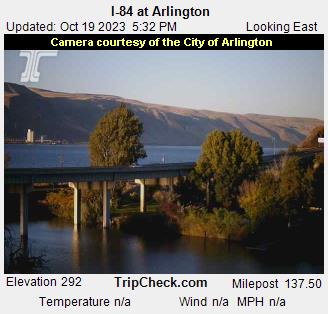 I-84 at Arlington
Updated: Oct 19 2023 5:32 PM Looking East
Camera courtesy of the City of Arlington
Elevation 292 TripCheck.com Milepost 137.50
Temperature n/a Wind n/a MPH n/a